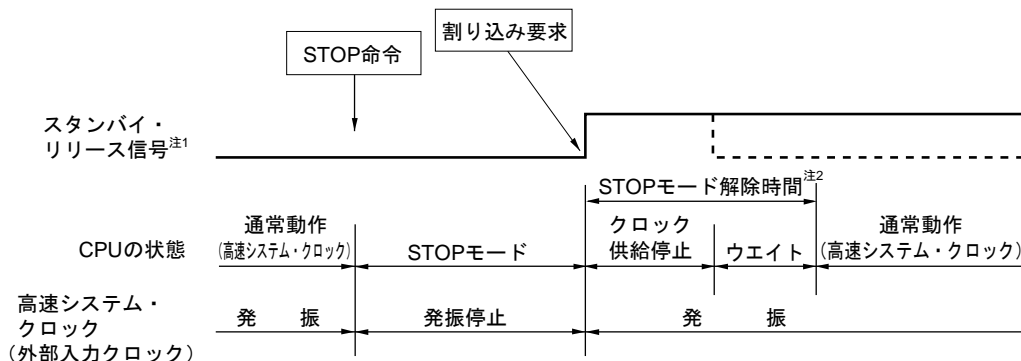 割り込み要求
STOP命令
スタンバイ・
リリース信号注1
STOPモード解除時間注2
通常動作
(高速システム・クロック)
クロック
供給停止
通常動作
(高速システム・クロック)
CPUの状態
STOPモード
ウエイト
高速システム・
クロック
(外部入力クロック)
発 振
発振停止
発 振